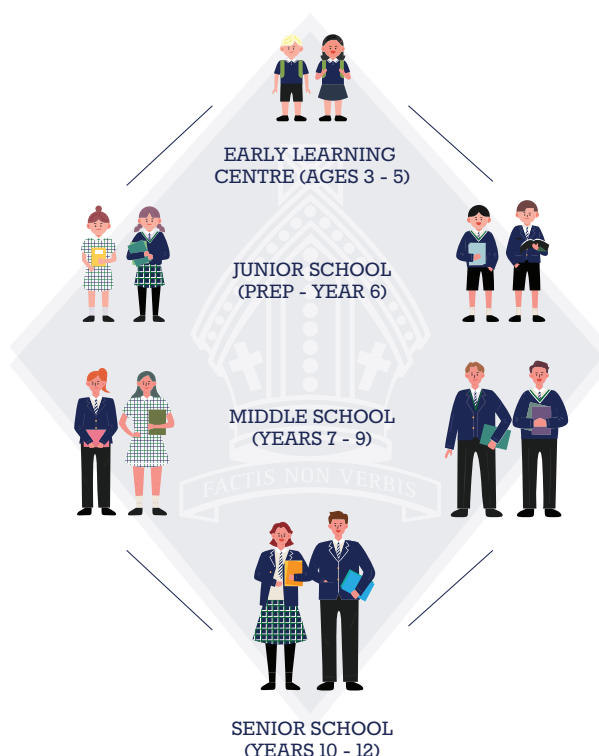 EARLY LEARNING
CENTRE (AGES 3 - 5)
JUNIOR SCHOOL
(PREP - YEAR 6)
MIDDLE SCHOOL
(YEARS 7 - 9)
FACTIS NON VERBIS
SENIOR SCHOOL
(YEARS 10 - 12)